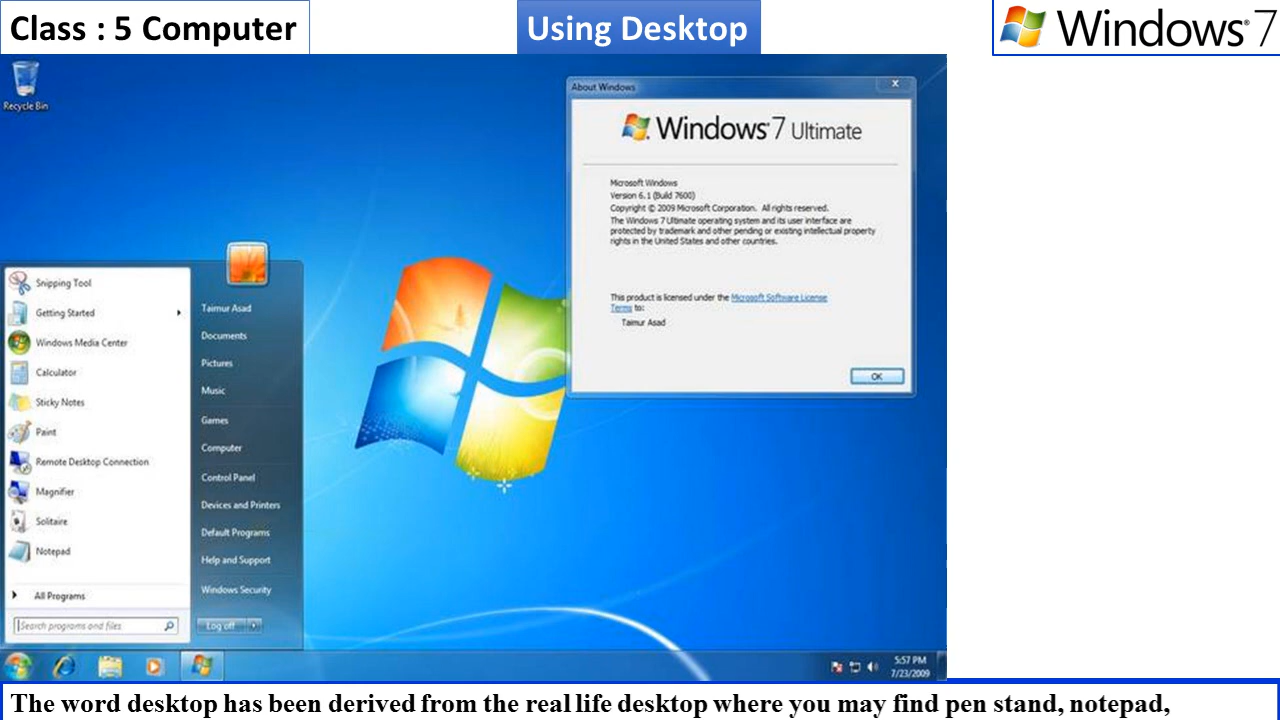 Class : 5 Computer
Using Desktop
Windows® 7
Recycle Bin
About Windows
X
Windows® 7 Ultimate
Microsoft Windows
Version 6.1 (Build 7600)
Copyright © 2009 Microsoft Corporation. All rights reserved.
The Windows 7 Ultimate operating system and its user interface are
protected by trademark and other pending or existing intellectual property
rights in the United States and other countries.
This product is licensed under the Microsoft Software License
Terms to:
Taimur Asad
OK
Snipping Tool
Getting Started
Windows Media Center
Calculator
Sticky Notes
Paint
Remote Desktop Connection
Magnifier
Solitaire
Notepad
All Programs
Search programs and files
Taimur Asad
Documents
Pictures
Music
Games
Computer
Control Panel
Devices and Printers
Default Programs
Help and Support
Windows Security
Log off
5:57 PM
7/23/2009
The word desktop has been derived from the real life desktop where you may find pen stand, notepad,